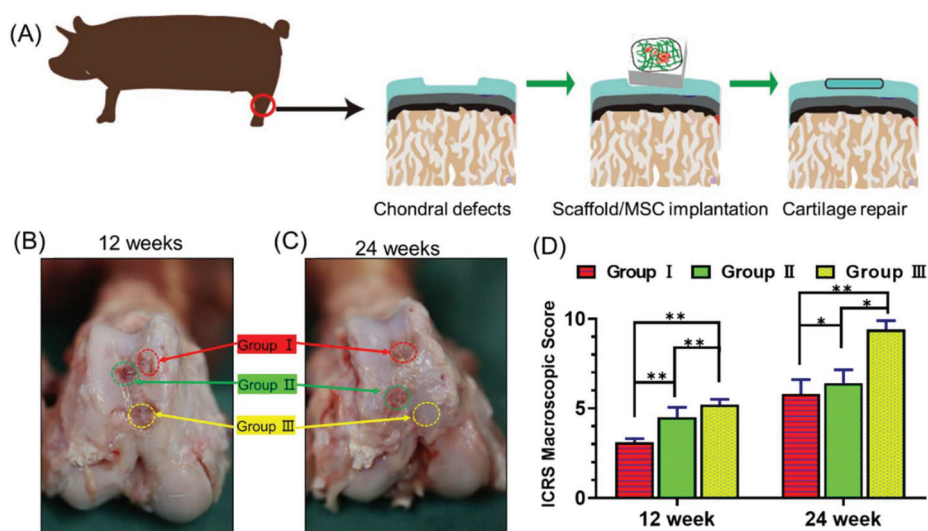 (A)
Chondral defects
Scaffold/MSC implantation
Cartilage repair
(B)
12 weeks
(C)
24 weeks
Group Ⅰ
Group Ⅱ
Group Ⅲ
(D)
Group Ⅰ
Group Ⅱ
Group Ⅲ
ICRS Macroscopic Score
10
5
0
**
**
**
**
*
*
12 week
24 week